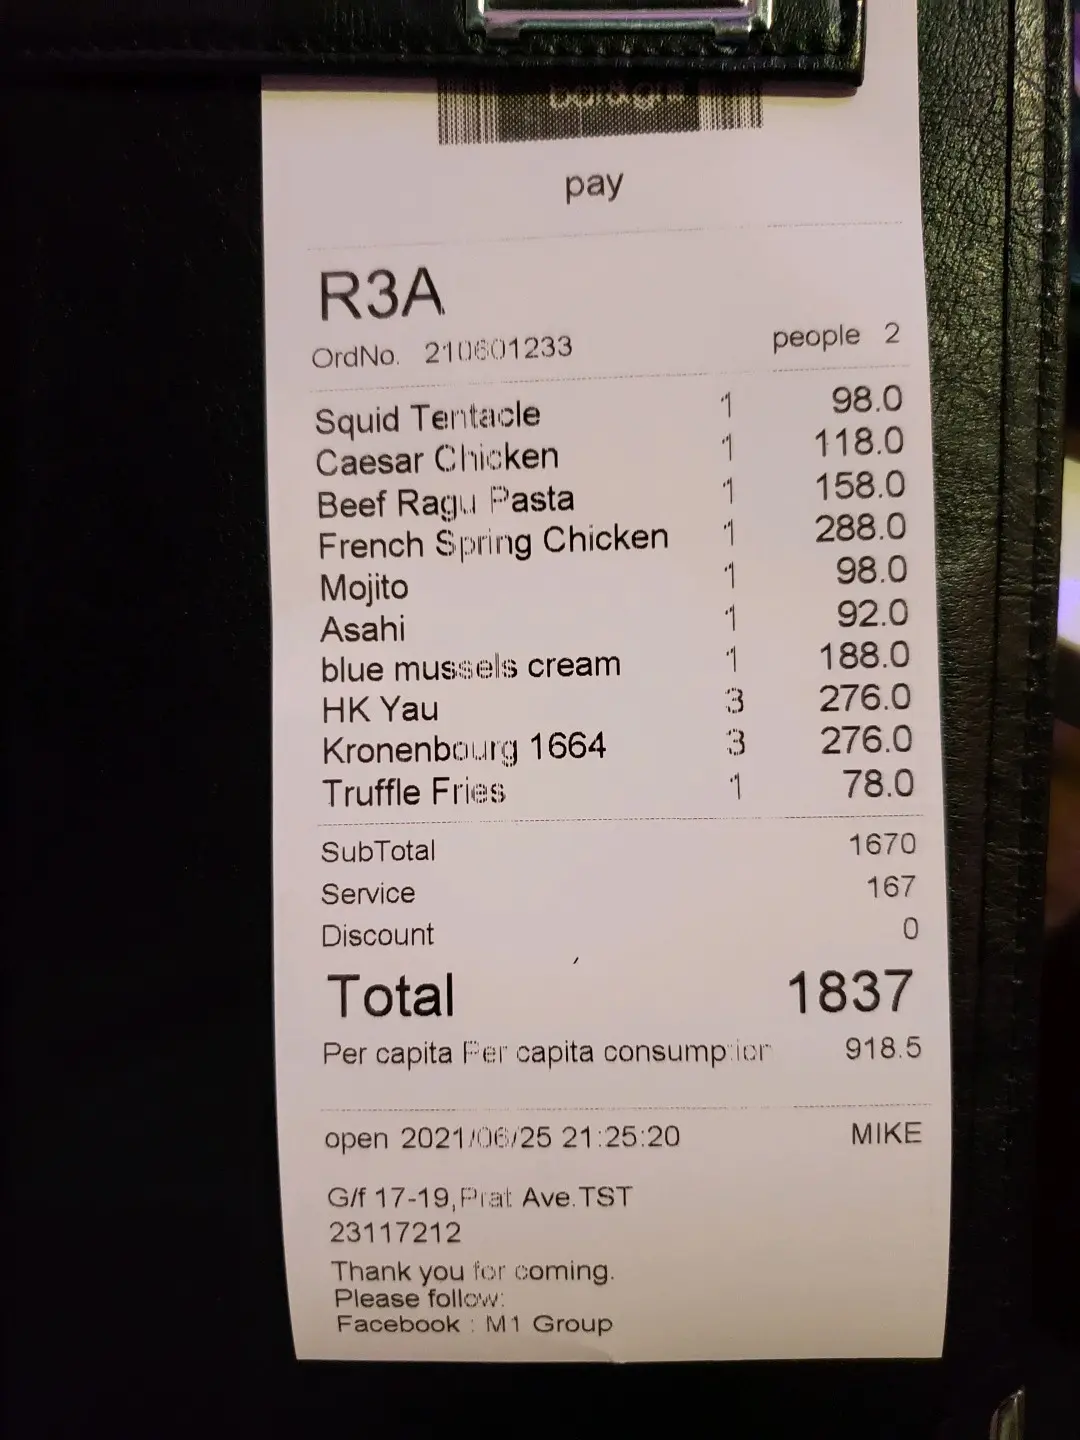 bar&grill
pay
R3A
OrdNo. 210601233 people 2
Squid Tentacle 1 98.0
Caesar Chicken 1 118.0
Beef Ragu Pasta 1 158.0
French Spring Chicken 1 288.0
Mojito 1 98.0
Asahi 1 92.0
blue mussels cream 1 188.0
HK Yau 3 276.0
Kronenbourg 1664 3 276.0
Truffle Fries 1 78.0
SubTotal 1670
Service 167
Discount 0
Total 1837
Per capita Per capita consumption 918.5
open 2021/06/25 21:25:20 MIKE
G/f 17-19,Prat Ave.TST
23117212
Thank you for coming.
Please follow:
Facebook : M1 Group